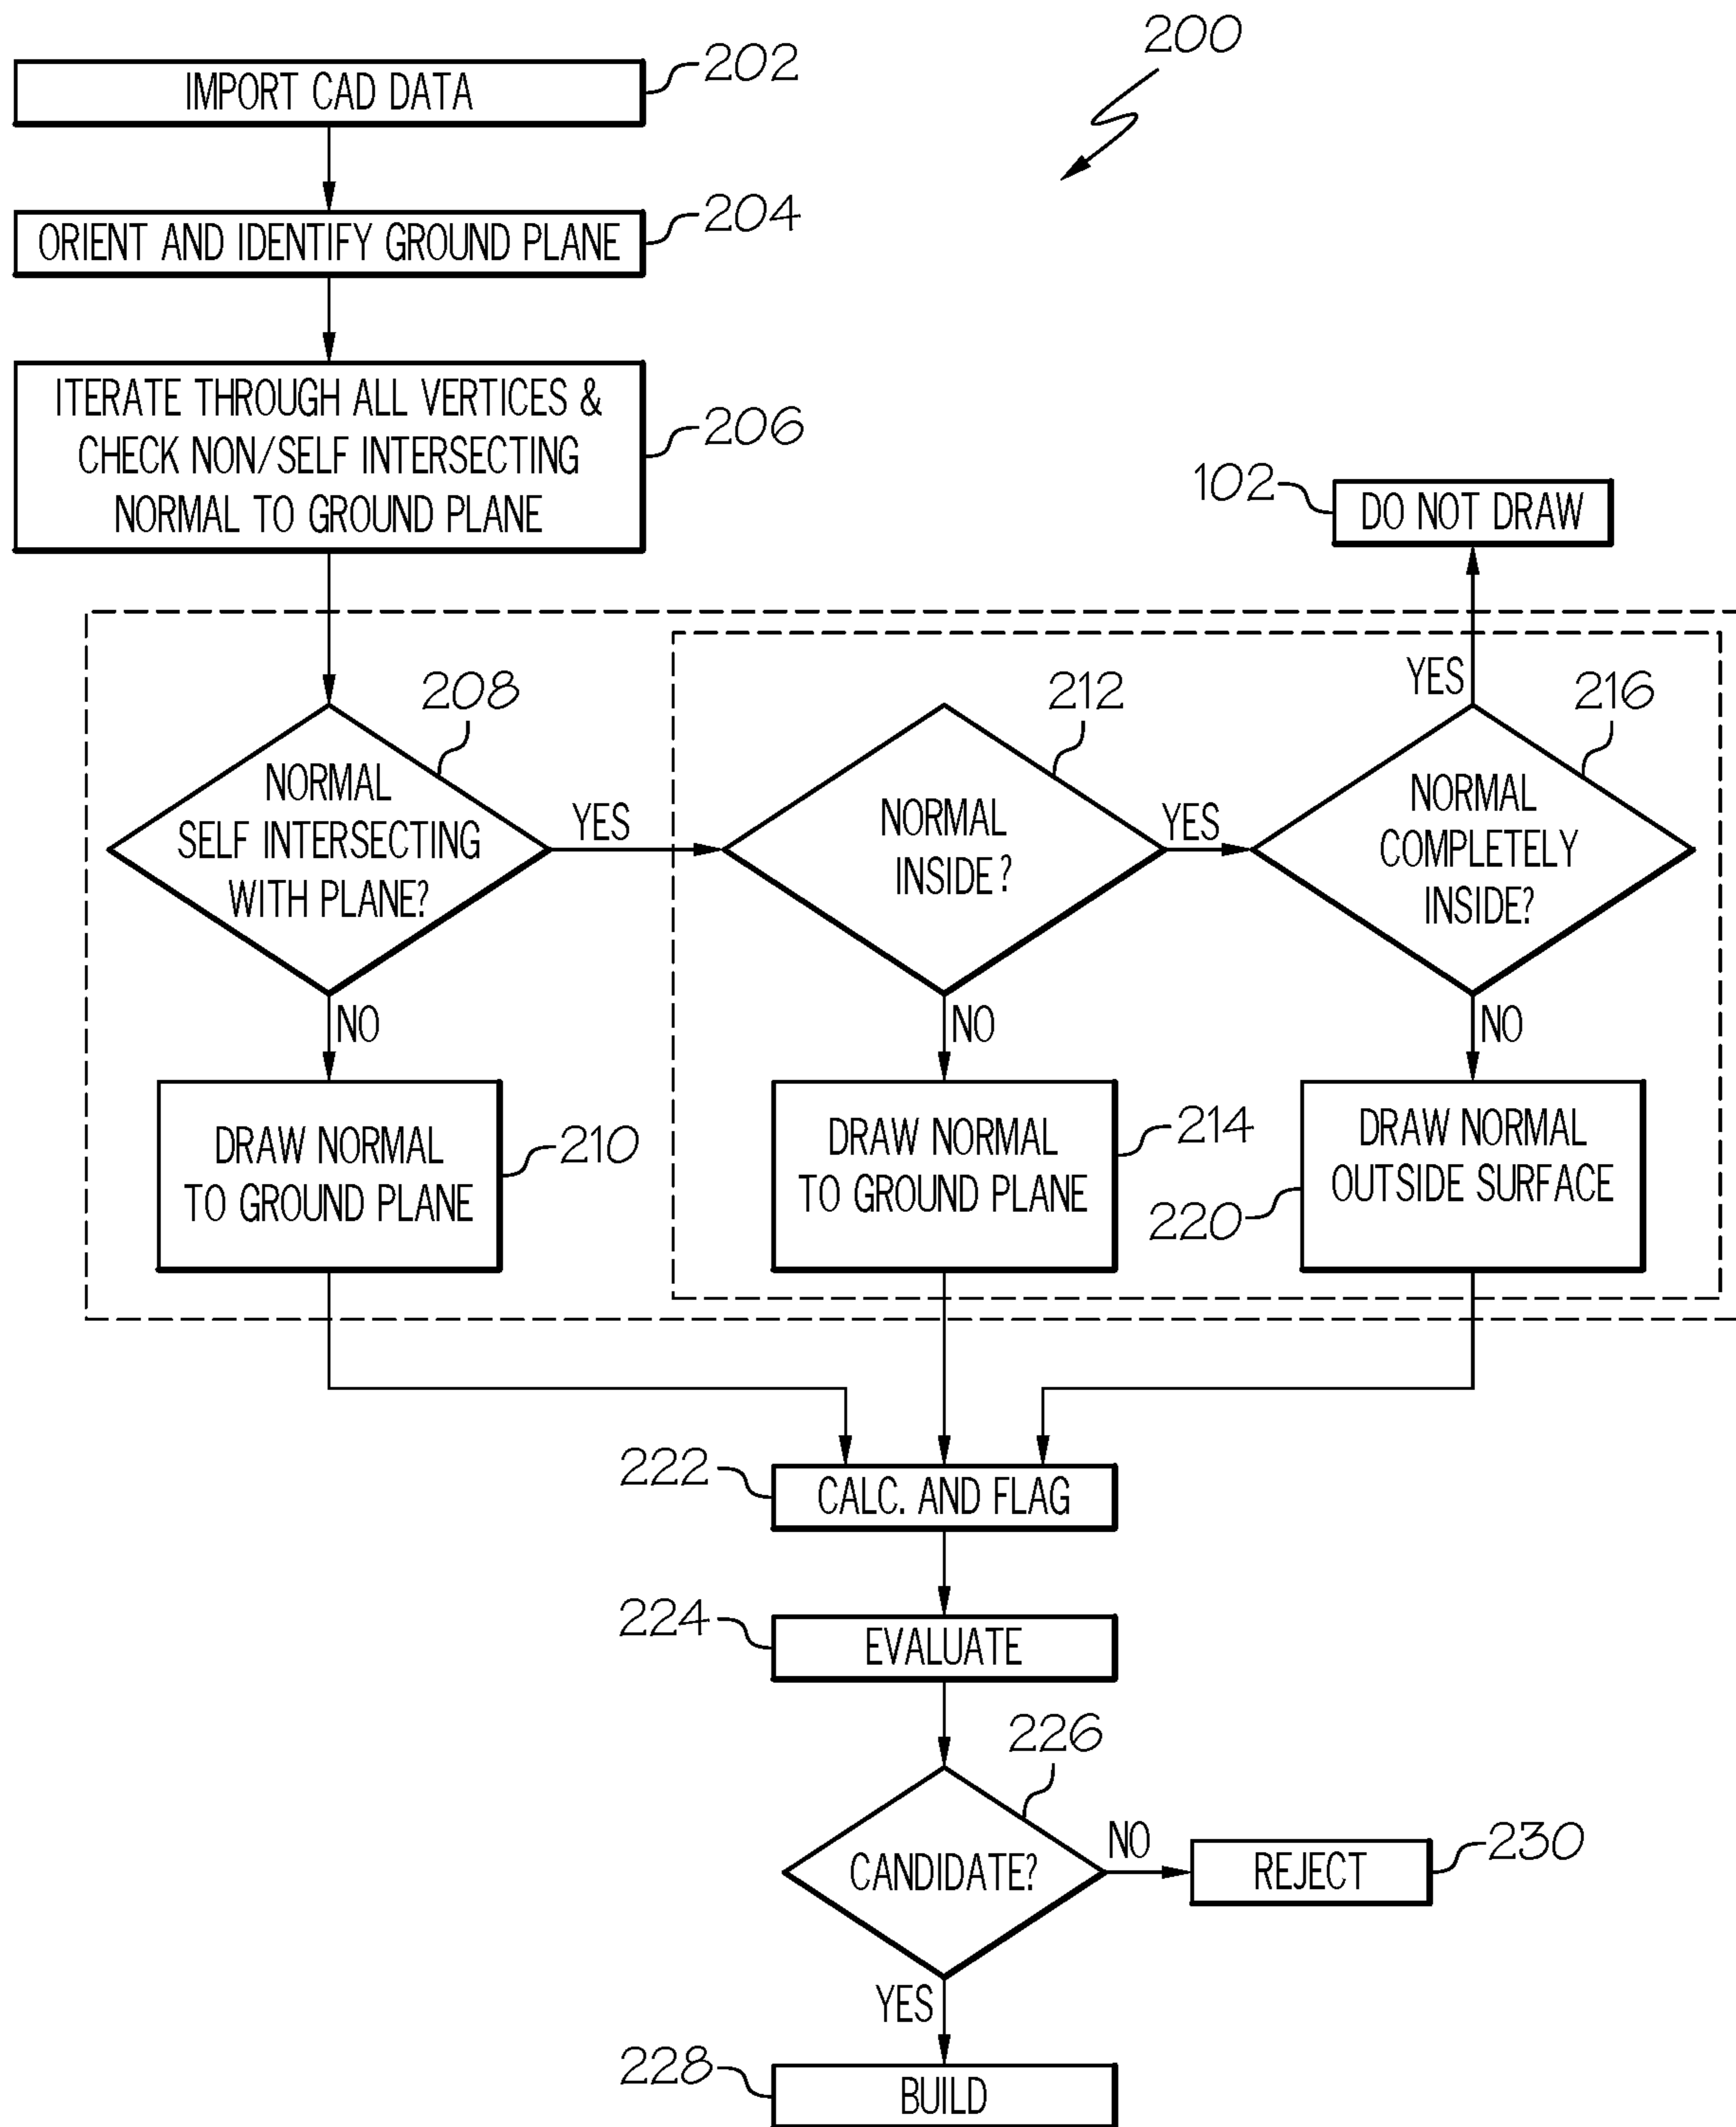 200
202
IMPORT CAD DATA
204
ORIENT AND IDENTIFY GROUND PLANE
206
ITERATE THROUGH ALL VERTICES &
CHECK NON/SELF INTERSECTING
NORMAL TO GROUND PLANE
102
DO NOT DRAW
YES
208
212
216
NORMAL
SELF INTERSECTING
WITH PLANE?
YES
NORMAL
INSIDE?
YES
NORMAL
COMPLETELY
INSIDE?
NO
NO
NO
DRAW NORMAL
TO GROUND PLANE
210
DRAW NORMAL
TO GROUND PLANE
214
DRAW NORMAL
OUTSIDE SURFACE
220
222
CALC. AND FLAG
224
EVALUATE
226
CANDIDATE?
NO
REJECT
230
YES
228
BUILD